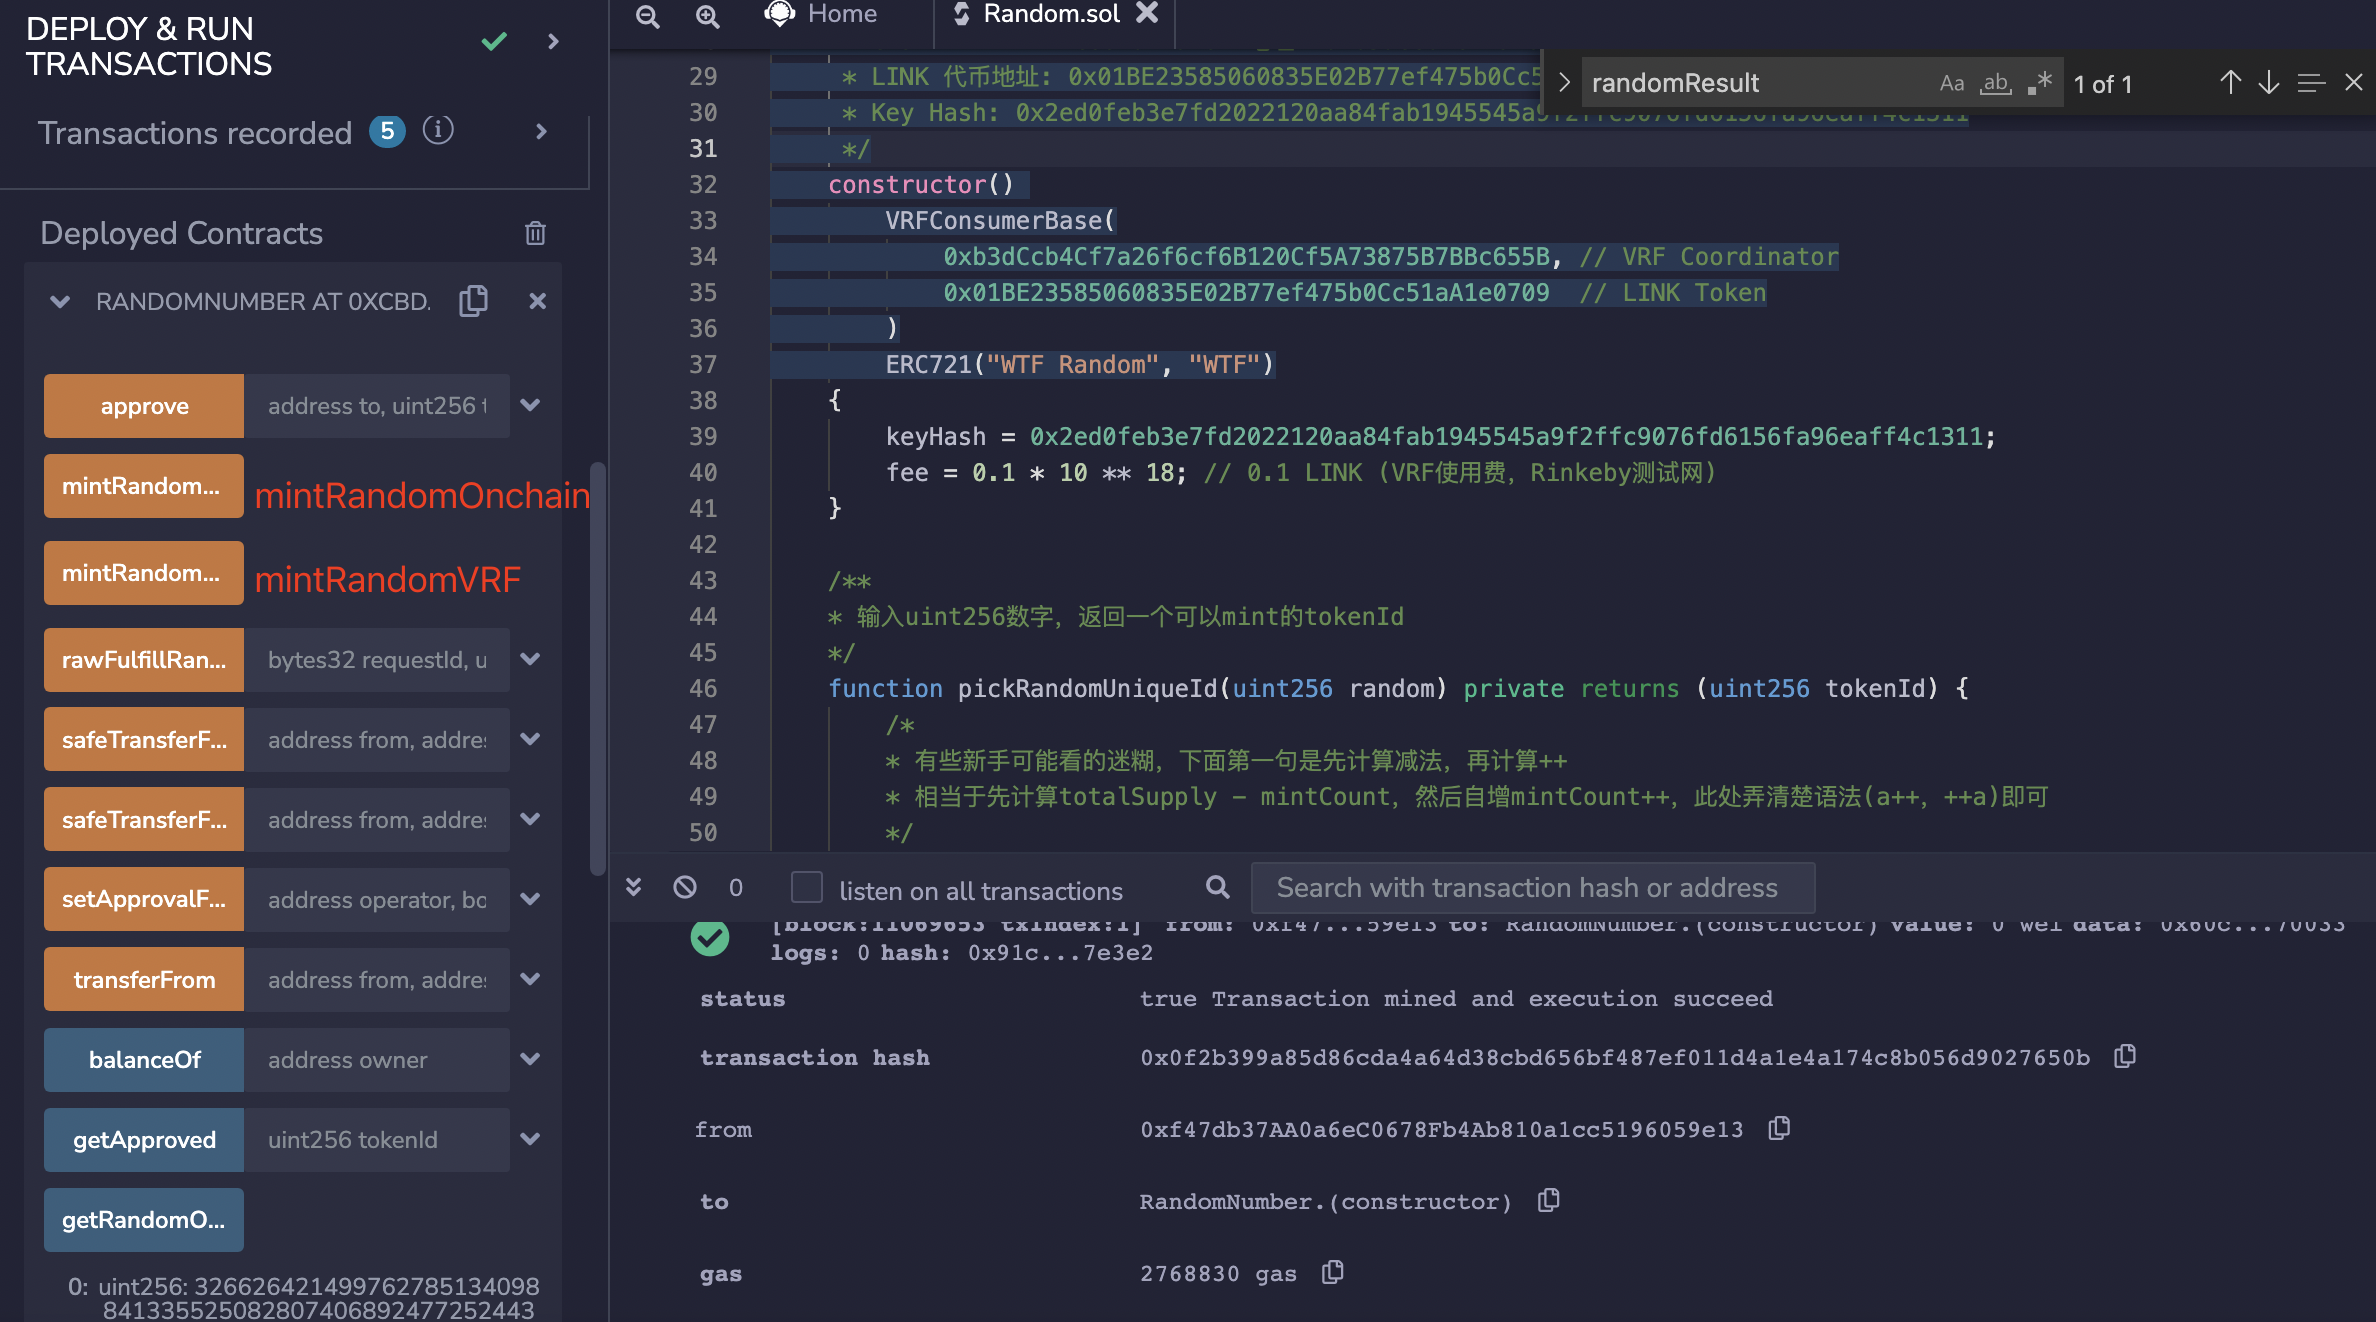 DEPLOY & RUN
TRANSACTIONS
Transactions recorded 5 i
Deployed Contracts
RANDOMNUMBER AT 0XCBD.
approve address to, uint256 t
mintRandom... mintRandomOnchain
mintRandom... mintRandomVRF
rawFulfillRan... bytes32 requestId, u
safeTransferF... address from, addres
safeTransferF... address from, addres
setApprovalF... address operator, bo
transferFrom address from, addres
balanceOf address owner
getApproved uint256 tokenId
getRandomO...
0: uint256: 326626421499762785134098
841335525082807406892477252443
Home Random.sol
randomResult Aa ab .* 1 of 1
29 * LINK 代币地址: 0x01BE23585060835E02B77ef475b0Cc5
30 * Key Hash: 0x2ed0feb3e7fd2022120aa84fab1945545a9f2ffc9076fd6156fa96eaff4c1311
31 */
32 constructor()
33 VRFConsumerBase(
34 0xb3dCcb4Cf7a26f6cf6B120Cf5A73875B7BBc655B, // VRF Coordinator
35 0x01BE23585060835E02B77ef475b0Cc51aA1e0709 // LINK Token
36 )
37 ERC721("WTF Random", "WTF")
38 {
39 keyHash = 0x2ed0feb3e7fd2022120aa84fab1945545a9f2ffc9076fd6156fa96eaff4c1311;
40 fee = 0.1 * 10 ** 18; // 0.1 LINK (VRF使用费，Rinkeby测试网)
41 }
42
43 /**
44 * 输入uint256数字，返回一个可以mint的tokenId
45 */
46 function pickRandomUniqueId(uint256 random) private returns (uint256 tokenId) {
47 /*
48 * 有些新手可能看的迷糊，下面第一句是先计算减法，再计算++
49 * 相当于先计算totalSupply - mintCount，然后自增mintCount++，此处弄清楚语法(a++，++a)即可
50 */
0 listen on all transactions Search with transaction hash or address
[block:11069653 txIndex:1] from: 0xf47...59e13 to: RandomNumber.(constructor) value: 0 wei data: 0x60c...70033
logs: 0 hash: 0x91c...7e3e2
status true Transaction mined and execution succeed
transaction hash 0x0f2b399a85d86cda4a64d38cbd656bf487ef011d4a1e4a174c8b056d9027650b
from 0xf47db37AA0a6eC0678Fb4Ab810a1cc5196059e13
to RandomNumber.(constructor)
gas 2768830 gas